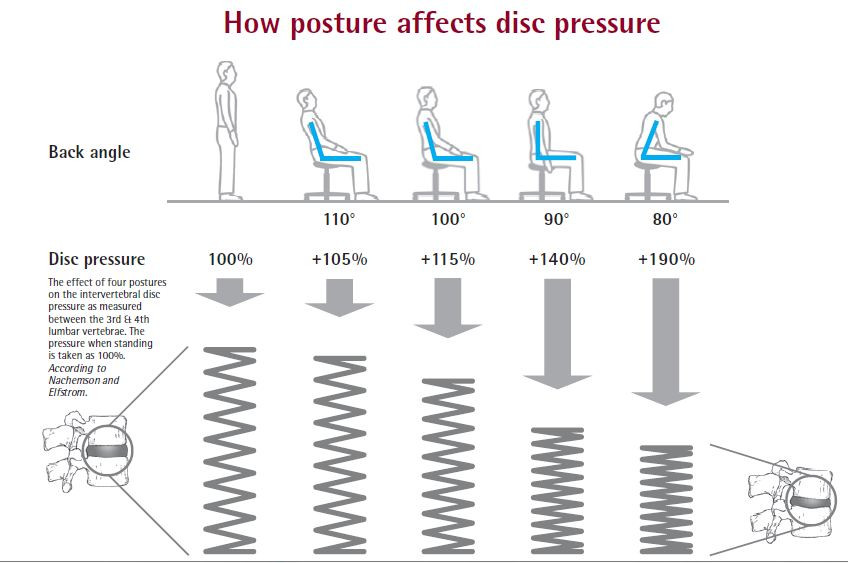 How posture affects disc pressure
Back angle
110° 100° 90° 80°
Disc pressure 100% +105% +115% +140% +190%
The effect of four postures
on the intervertebral disc
pressure as measured
between the 3rd & 4th
lumbar vertebrae. The
pressure when standing
is taken as 100%.
According to
Nachemson and
Elfstrom.